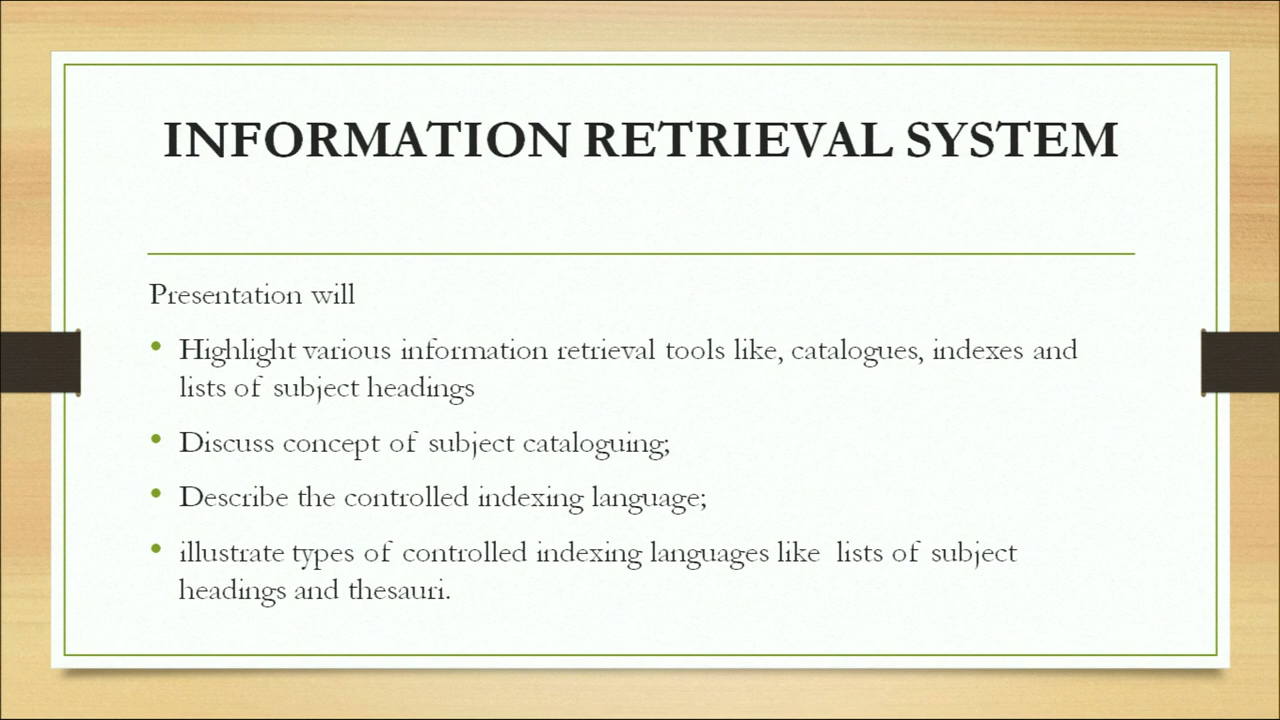 INFORMATION RETRIEVAL SYSTEM
Presentation will
• Highlight various information retrieval tools like, catalogues, indexes and
lists of subject headings
• Discuss concept of subject cataloguing;
• Describe the controlled indexing language;
• illustrate types of controlled indexing languages like  lists of subject
headings and thesauri.